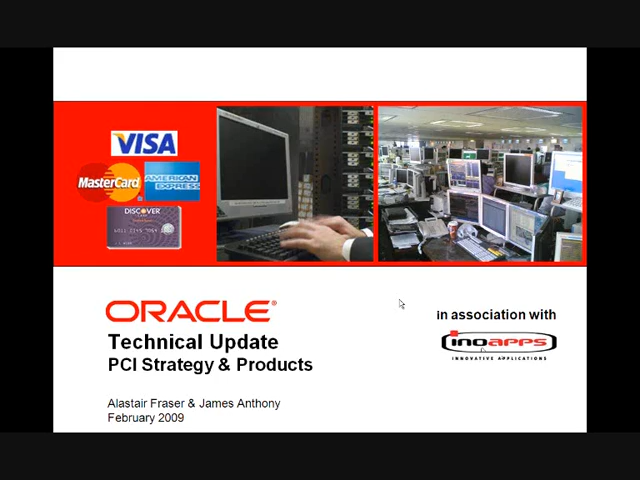 VISA
MasterCard
AMERICAN
EXPRESS
DISCOVER
ORACLE
in association with
inoapps
INNOVATIVE APPLICATIONS
Technical Update
PCI Strategy & Products
Alastair Fraser & James Anthony
February 2009